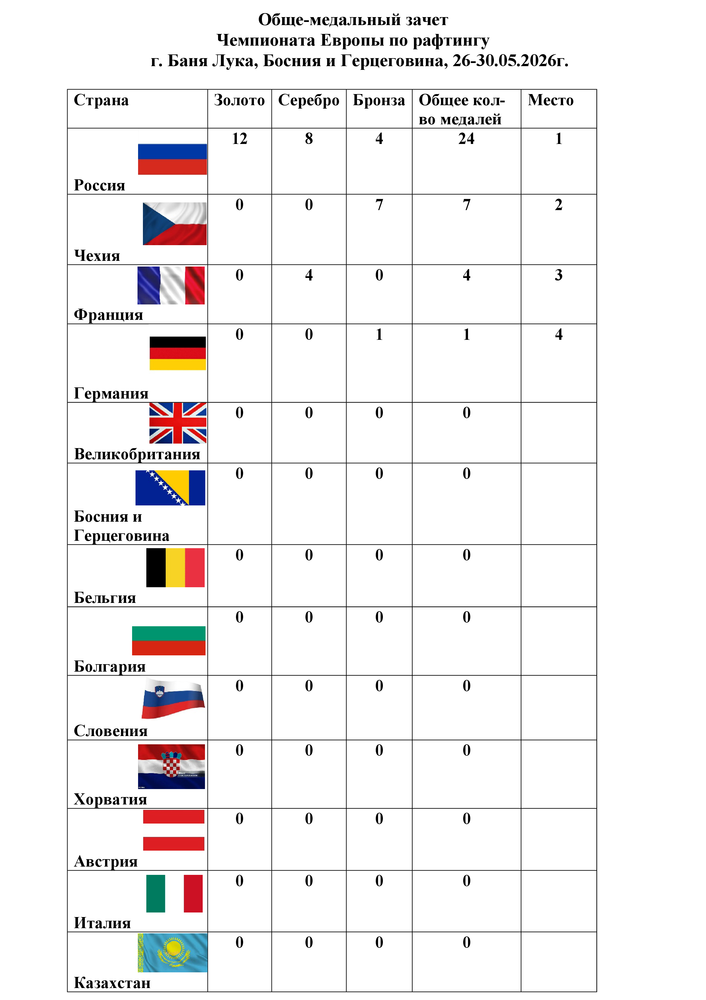 Обще-медальный зачет
Чемпионата Европы по рафтингу
г. Баня Лука, Босния и Герцеговина, 26-30.05.2026г.
Страна Золото Серебро Бронза Общее кол-
во медалей Место
Россия 12 8 4 24 1
Чехия 0 0 7 7 2
Франция 0 4 0 4 3
Германия 0 0 1 1 4
Великобритания 0 0 0 0
Босния и
Герцеговина 0 0 0 0
Бельгия 0 0 0 0
Болгария 0 0 0 0
Словения 0 0 0 0
Хорватия 0 0 0 0
Австрия 0 0 0 0
Италия 0 0 0 0
Казахстан 0 0 0 0